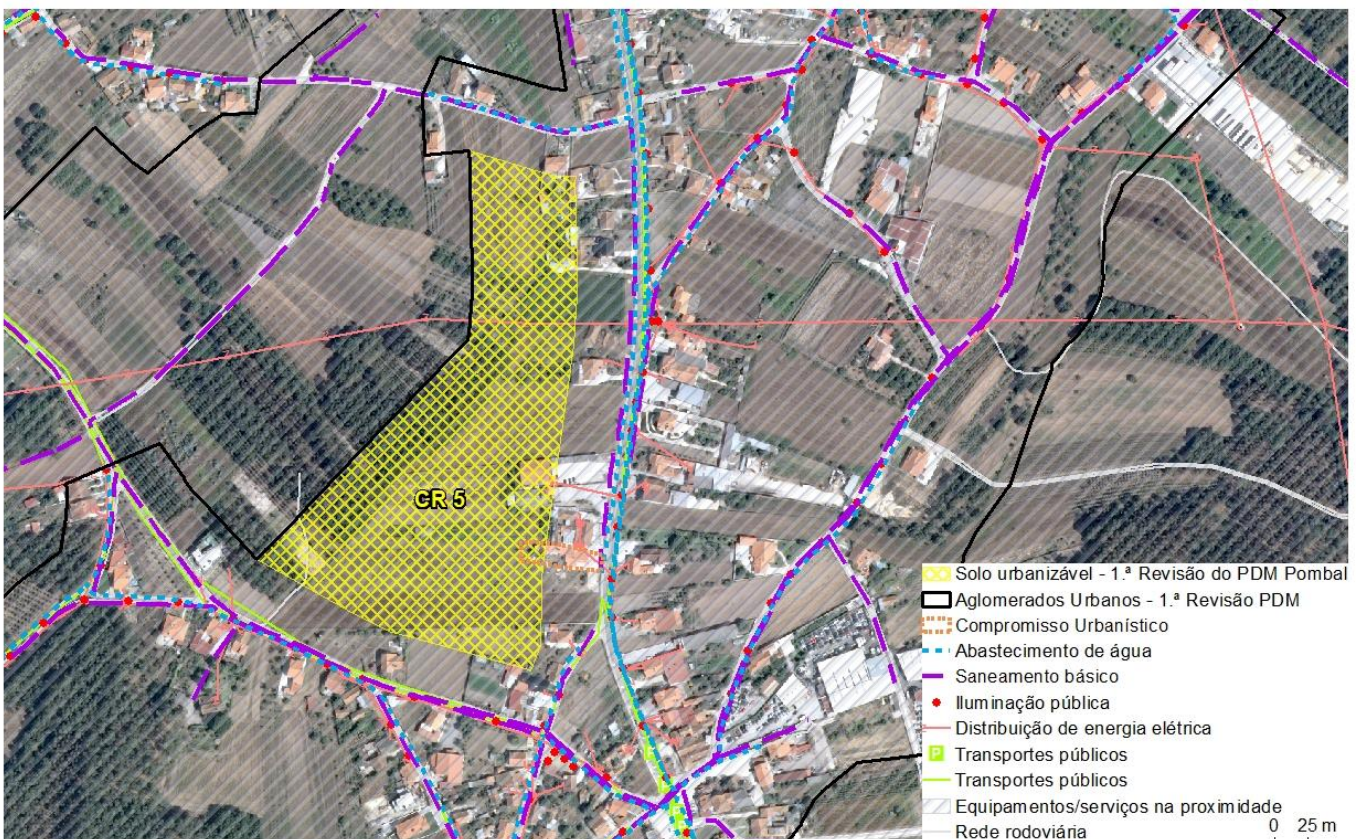 CR 5
Solo urbanizável - 1.ª Revisão do PDM Pombal
Aglomerados Urbanos - 1.ª Revisão PDM
Compromisso Urbanístico
Abastecimento de água
Saneamento básico
Iluminação pública
Distribuição de energia elétrica
P Transportes públicos
Transportes públicos
Equipamentos/serviços na proximidade
Rede rodoviária
0 25 m